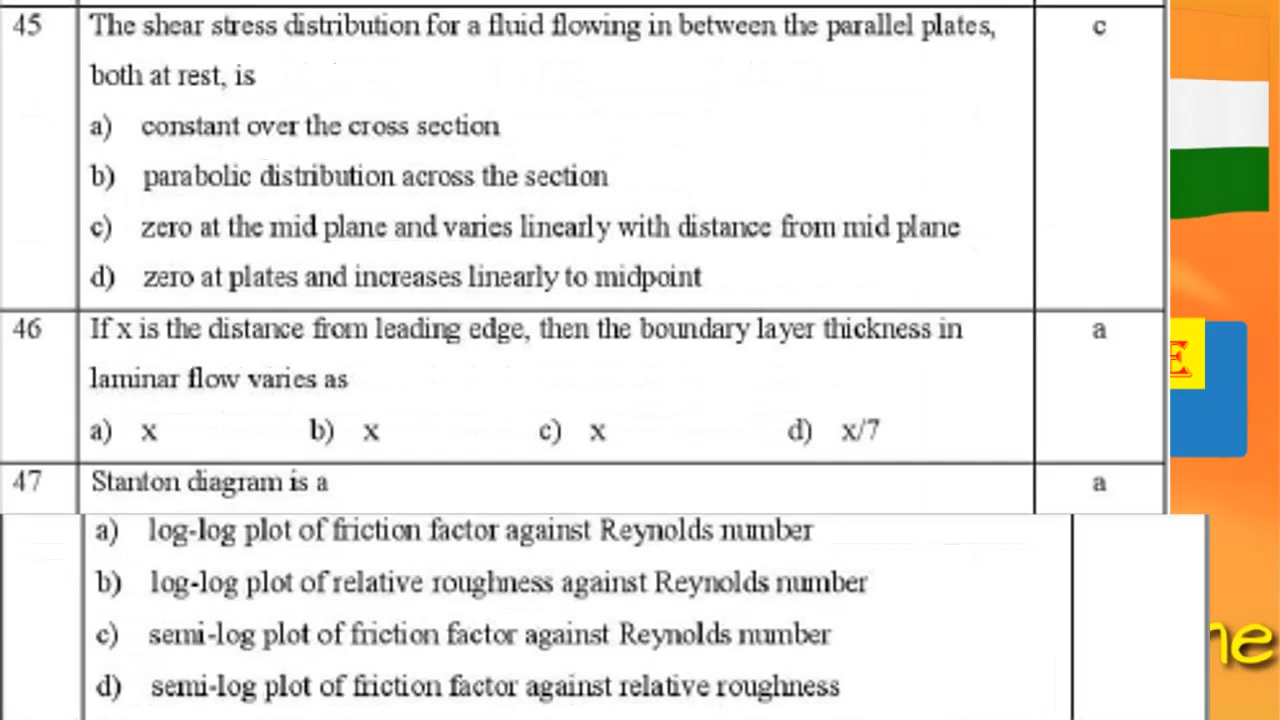 45 The shear stress distribution for a fluid flowing in between the parallel plates, c
both at rest, is
a) constant over the cross section
b) parabolic distribution across the section
c) zero at the mid plane and varies linearly with distance from mid plane
d) zero at plates and increases linearly to midpoint
46 If x is the distance from leading edge, then the boundary layer thickness in a
laminar flow varies as
E
a) x b) x c) x d) x/7
47 Stanton diagram is a a
a) log-log plot of friction factor against Reynolds number
b) log-log plot of relative roughness against Reynolds number
c) semi-log plot of friction factor against Reynolds number
ne
d) semi-log plot of friction factor against relative roughness